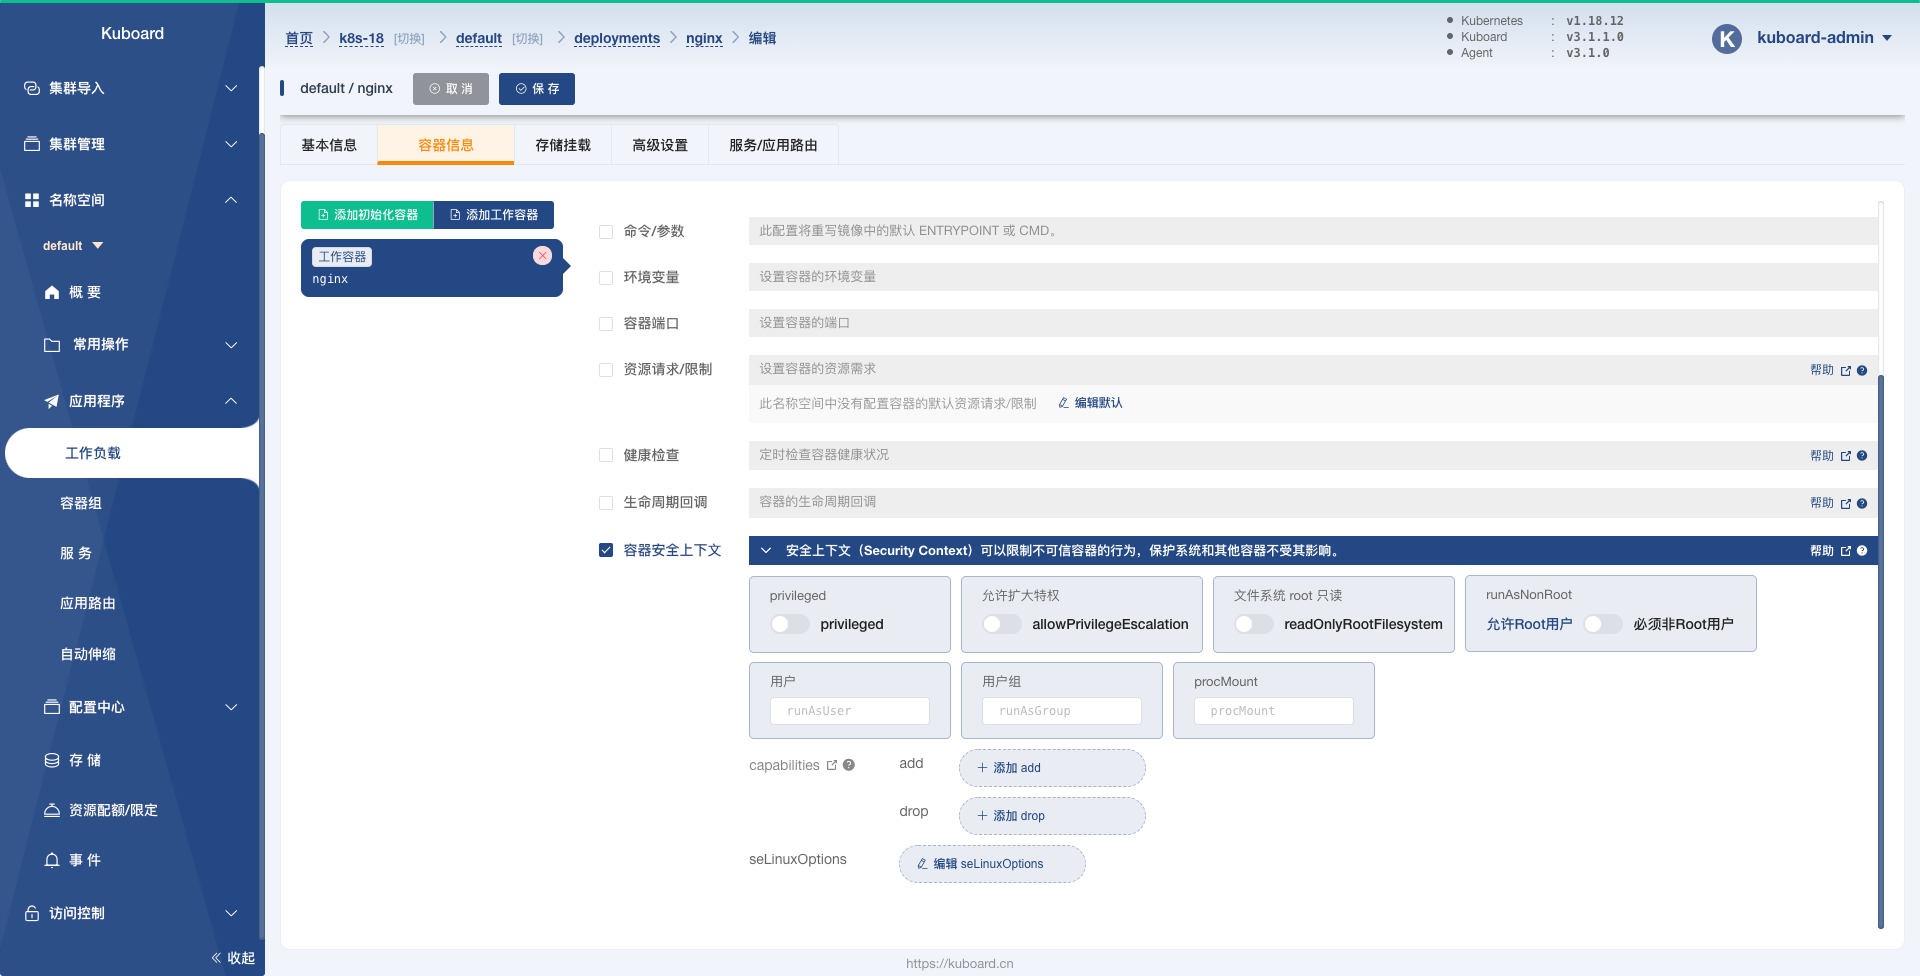 Kuboard
集群导入
集群管理
名称空间
default
概 要
常用操作
应用程序
工作负载
容器组
服 务
应用路由
自动伸缩
配置中心
存 储
资源配额/限定
事 件
访问控制
收起
首页 k8s-18 [切换] default [切换] deployments nginx 编辑
Kubernetes : v1.18.12
Kuboard : v3.1.1.0
Agent : v3.1.0
K kuboard-admin
default / nginx 取 消 保 存
基本信息 容器信息 存储挂载 高级设置 服务/应用路由
添加初始化容器 添加工作容器
工作容器
nginx
命令/参数 此配置将重写镜像中的默认 ENTRYPOINT 或 CMD。
环境变量 设置容器的环境变量
容器端口 设置容器的端口
资源请求/限制 设置容器的资源需求 帮助
此名称空间中没有配置容器的默认资源请求/限制 编辑默认
健康检查 定时检查容器健康状况 帮助
生命周期回调 容器的生命周期回调 帮助
容器安全上下文 安全上下文（Security Context）可以限制不可信容器的行为，保护系统和其他容器不受其影响。 帮助
privileged 允许扩大特权 文件系统 root 只读 runAsNonRoot
privileged allowPrivilegeEscalation readOnlyRootFilesystem 允许Root用户 必须非Root用户
用户 用户组 procMount
runAsUser runAsGroup procMount
capabilities add 添加 add
drop 添加 drop
seLinuxOptions 编辑 seLinuxOptions
https://kuboard.cn